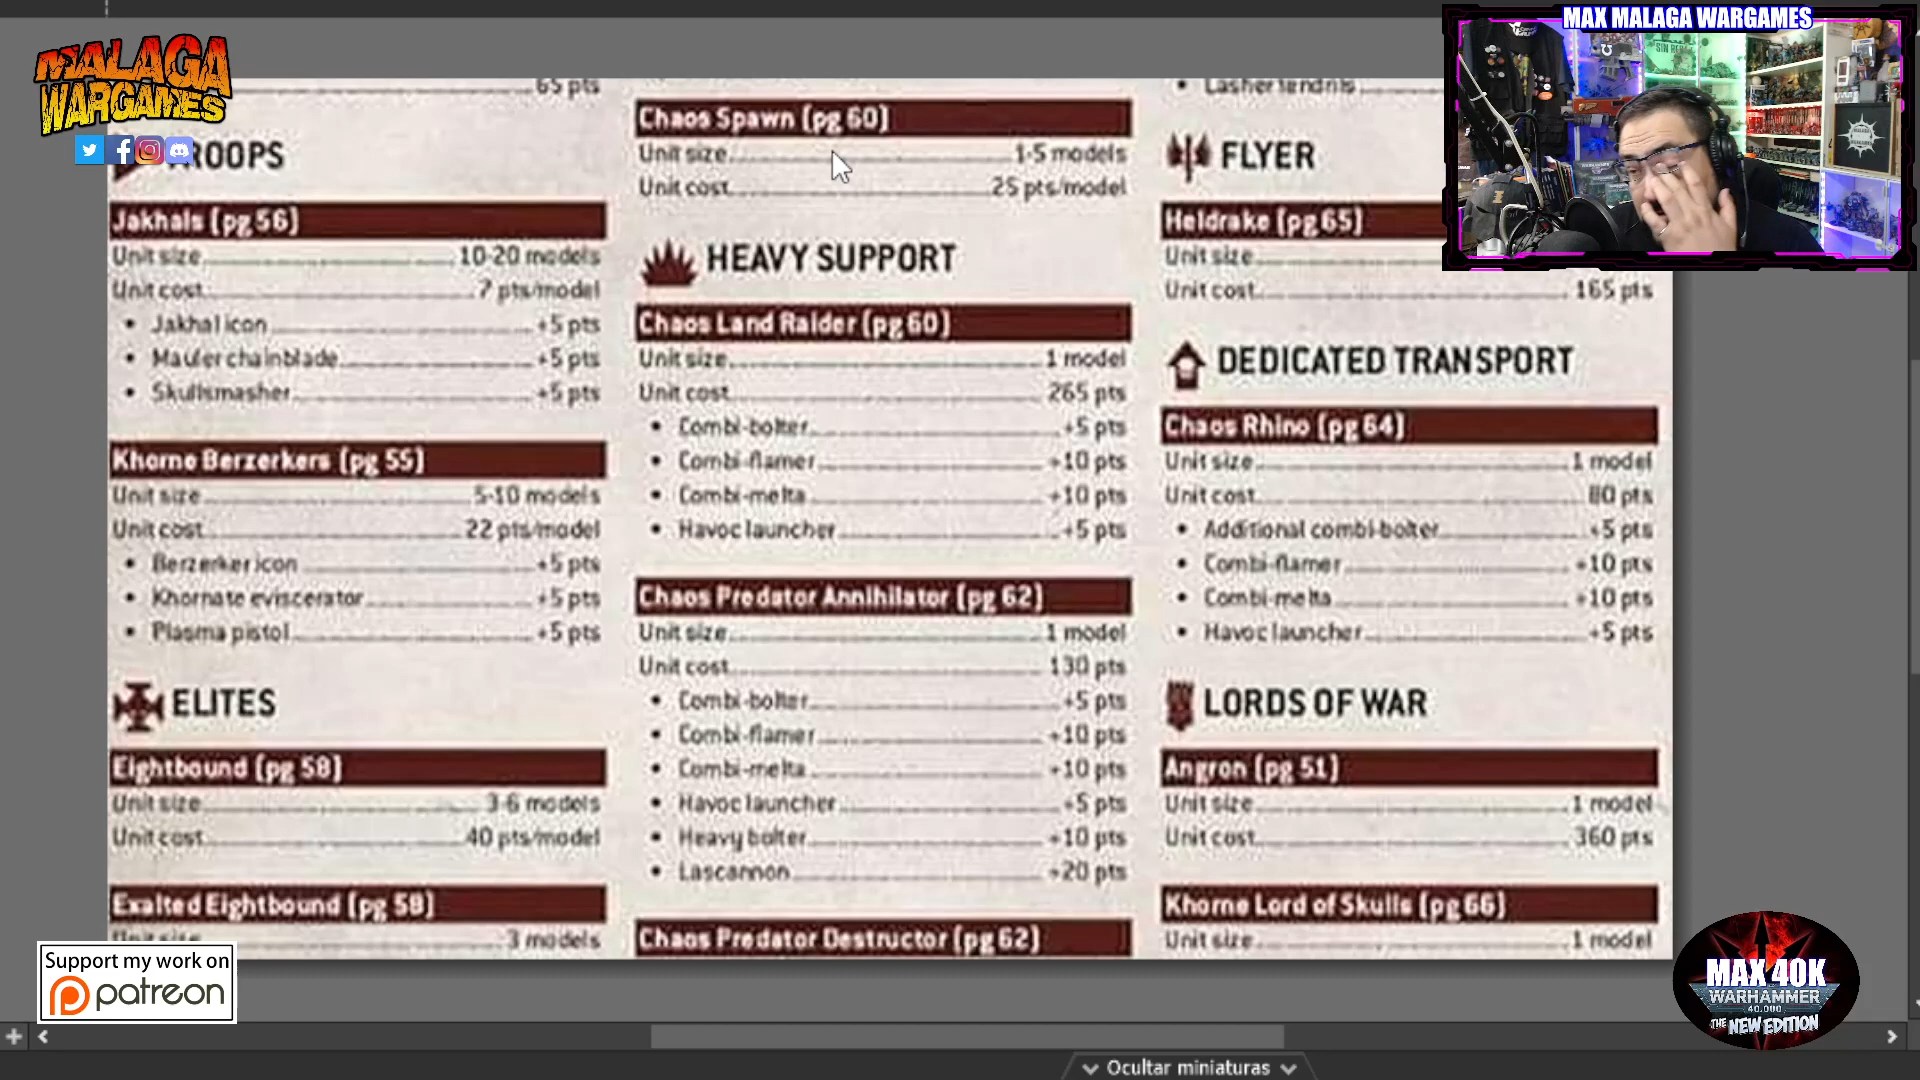 MAX MALAGA WARGAMES
MALAGA
WARGAMES
65 pts
TROOPS
Jakhals (pg 56)
Unit size 10-20 models
Unit cost 7 pts/model
• Jakhal icon +5 pts
• Mauler chainblade +5 pts
• Skullsmasher +5 pts
Khorne Berzerkers (pg 55)
Unit size 5-10 models
Unit cost 22 pts/model
• Berzerker icon +5 pts
• Khornate eviscerator +5 pts
• Plasma pistol +5 pts
ELITES
Eightbound (pg 58)
Unit size 3-6 models
Unit cost 40 pts/model
Exalted Eightbound (pg 58)
Unit size 3 models
Chaos Spawn (pg 60)
Unit size 1-5 models
Unit cost 25 pts/model
HEAVY SUPPORT
Chaos Land Raider (pg 60)
Unit size 1 model
Unit cost 265 pts
• Combi-bolter +5 pts
• Combi-flamer +10 pts
• Combi-melta +10 pts
• Havoc launcher +5 pts
Chaos Predator Annihilator (pg 62)
Unit size 1 model
Unit cost 130 pts
• Combi-bolter +5 pts
• Combi-flamer +10 pts
• Combi-melta +10 pts
• Havoc launcher +5 pts
• Heavy bolter +10 pts
• Lascannon +20 pts
Chaos Predator Destructor (pg 62)
• Lasher tendrils
FLYER
Heldrake (pg 65)
Unit size
Unit cost 165 pts
DEDICATED TRANSPORT
Chaos Rhino (pg 64)
Unit size 1 model
Unit cost 80 pts
• Additional combi-bolter +5 pts
• Combi-flamer +10 pts
• Combi-melta +10 pts
• Havoc launcher +5 pts
LORDS OF WAR
Angron (pg 51)
Unit size 1 model
Unit cost 360 pts
Khorne Lord of Skulls (pg 66)
Unit size 1 model
Support my work on
patreon
MAX 40K
WARHAMMER
40,000
THE NEW EDITION
Ocultar miniaturas